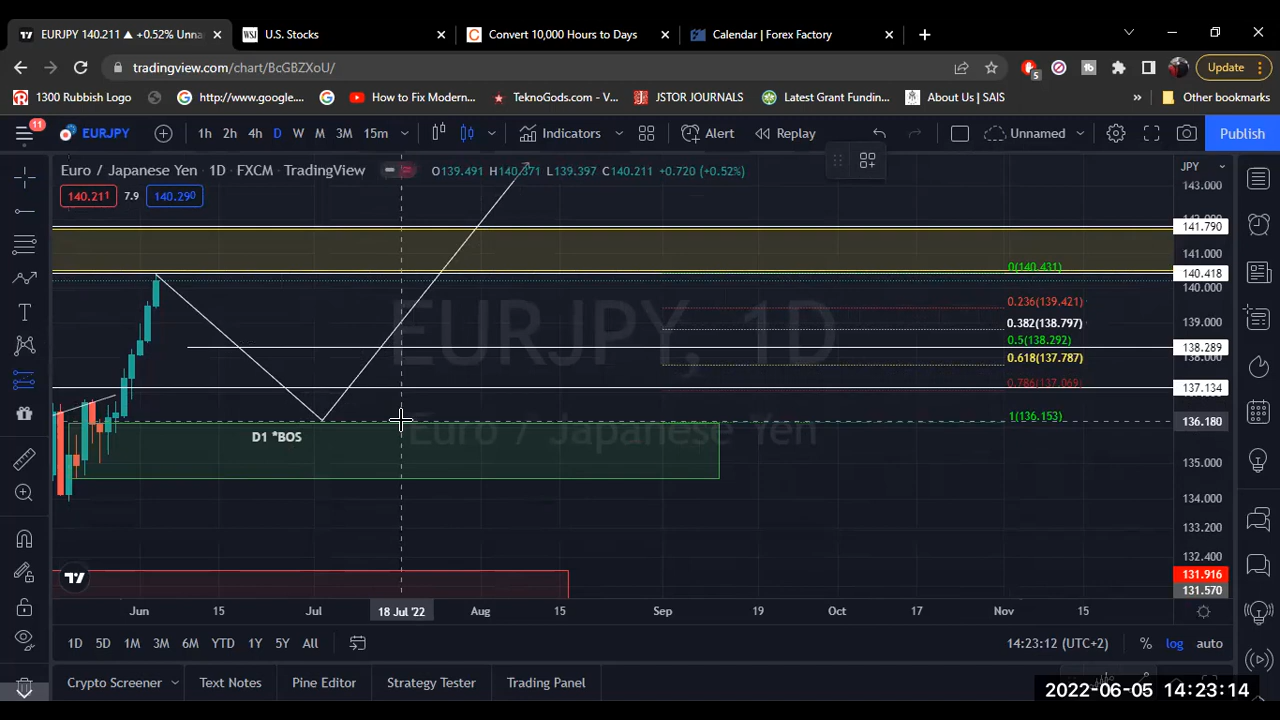 EURJPY 140.211 ▲ +0.52% Unna
U.S. Stocks
Convert 10,000 Hours to Days
Calendar | Forex Factory
tradingview.com/chart/BcGBZXoU/
5
Update
1300 Rubbish Logo
http://www.google....
How to Fix Modern...
TeknoGods.com - V...
JSTOR JOURNALS
Latest Grant Fundin...
About Us | SAIS
»
Other bookmarks
11
EURJPY
1h 2h 4h D W M 3M 15m
Indicators
Alert
Replay
Unnamed
Publish
Euro / Japanese Yen · 1D · FXCM · TradingView
O139.491 H140.371 L139.397 C140.211 +0.720 (+0.52%)
JPY
140.211
7.9
140.290
143.000
141.790
141.000
0(140.431)
140.418
140.000
0.236(139.421)
139.000
0.382(138.797)
0.5(138.292)
138.289
138.000
0.618(137.787)
0.786(137.069)
137.134
1(136.153)
136.180
EURJPY, 1D
Euro / Japanese Yen
D1 *BOS
135.000
134.000
133.200
132.400
131.916
131.570
Jun 15 Jul 18 Jul '22 Aug 15 Sep 19 Oct 17 Nov 15
1D 5D 1M 3M 6M YTD 1Y 5Y All
14:23:12 (UTC+2)
% log auto
Crypto Screener
Text Notes
Pine Editor
Strategy Tester
Trading Panel
2022-06-05 14:23:14